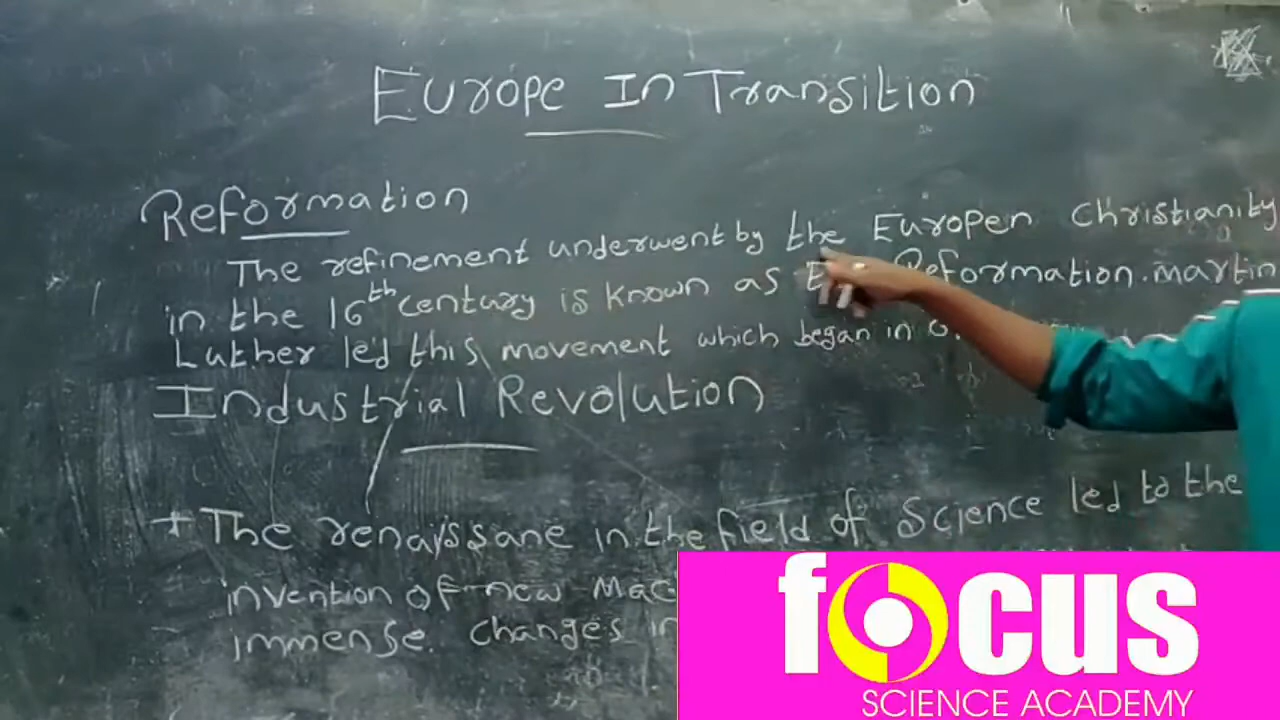 Europe In Transition
Reformation
The refinement underwent by the Europen Christianity
in the 16th century is known as Reformation. martin
Luther led this movement which began in
Industrial Revolution
+ The renaissane in the field of Science led to the
invention of new
immense. changes in
focus
SCIENCE ACADEMY